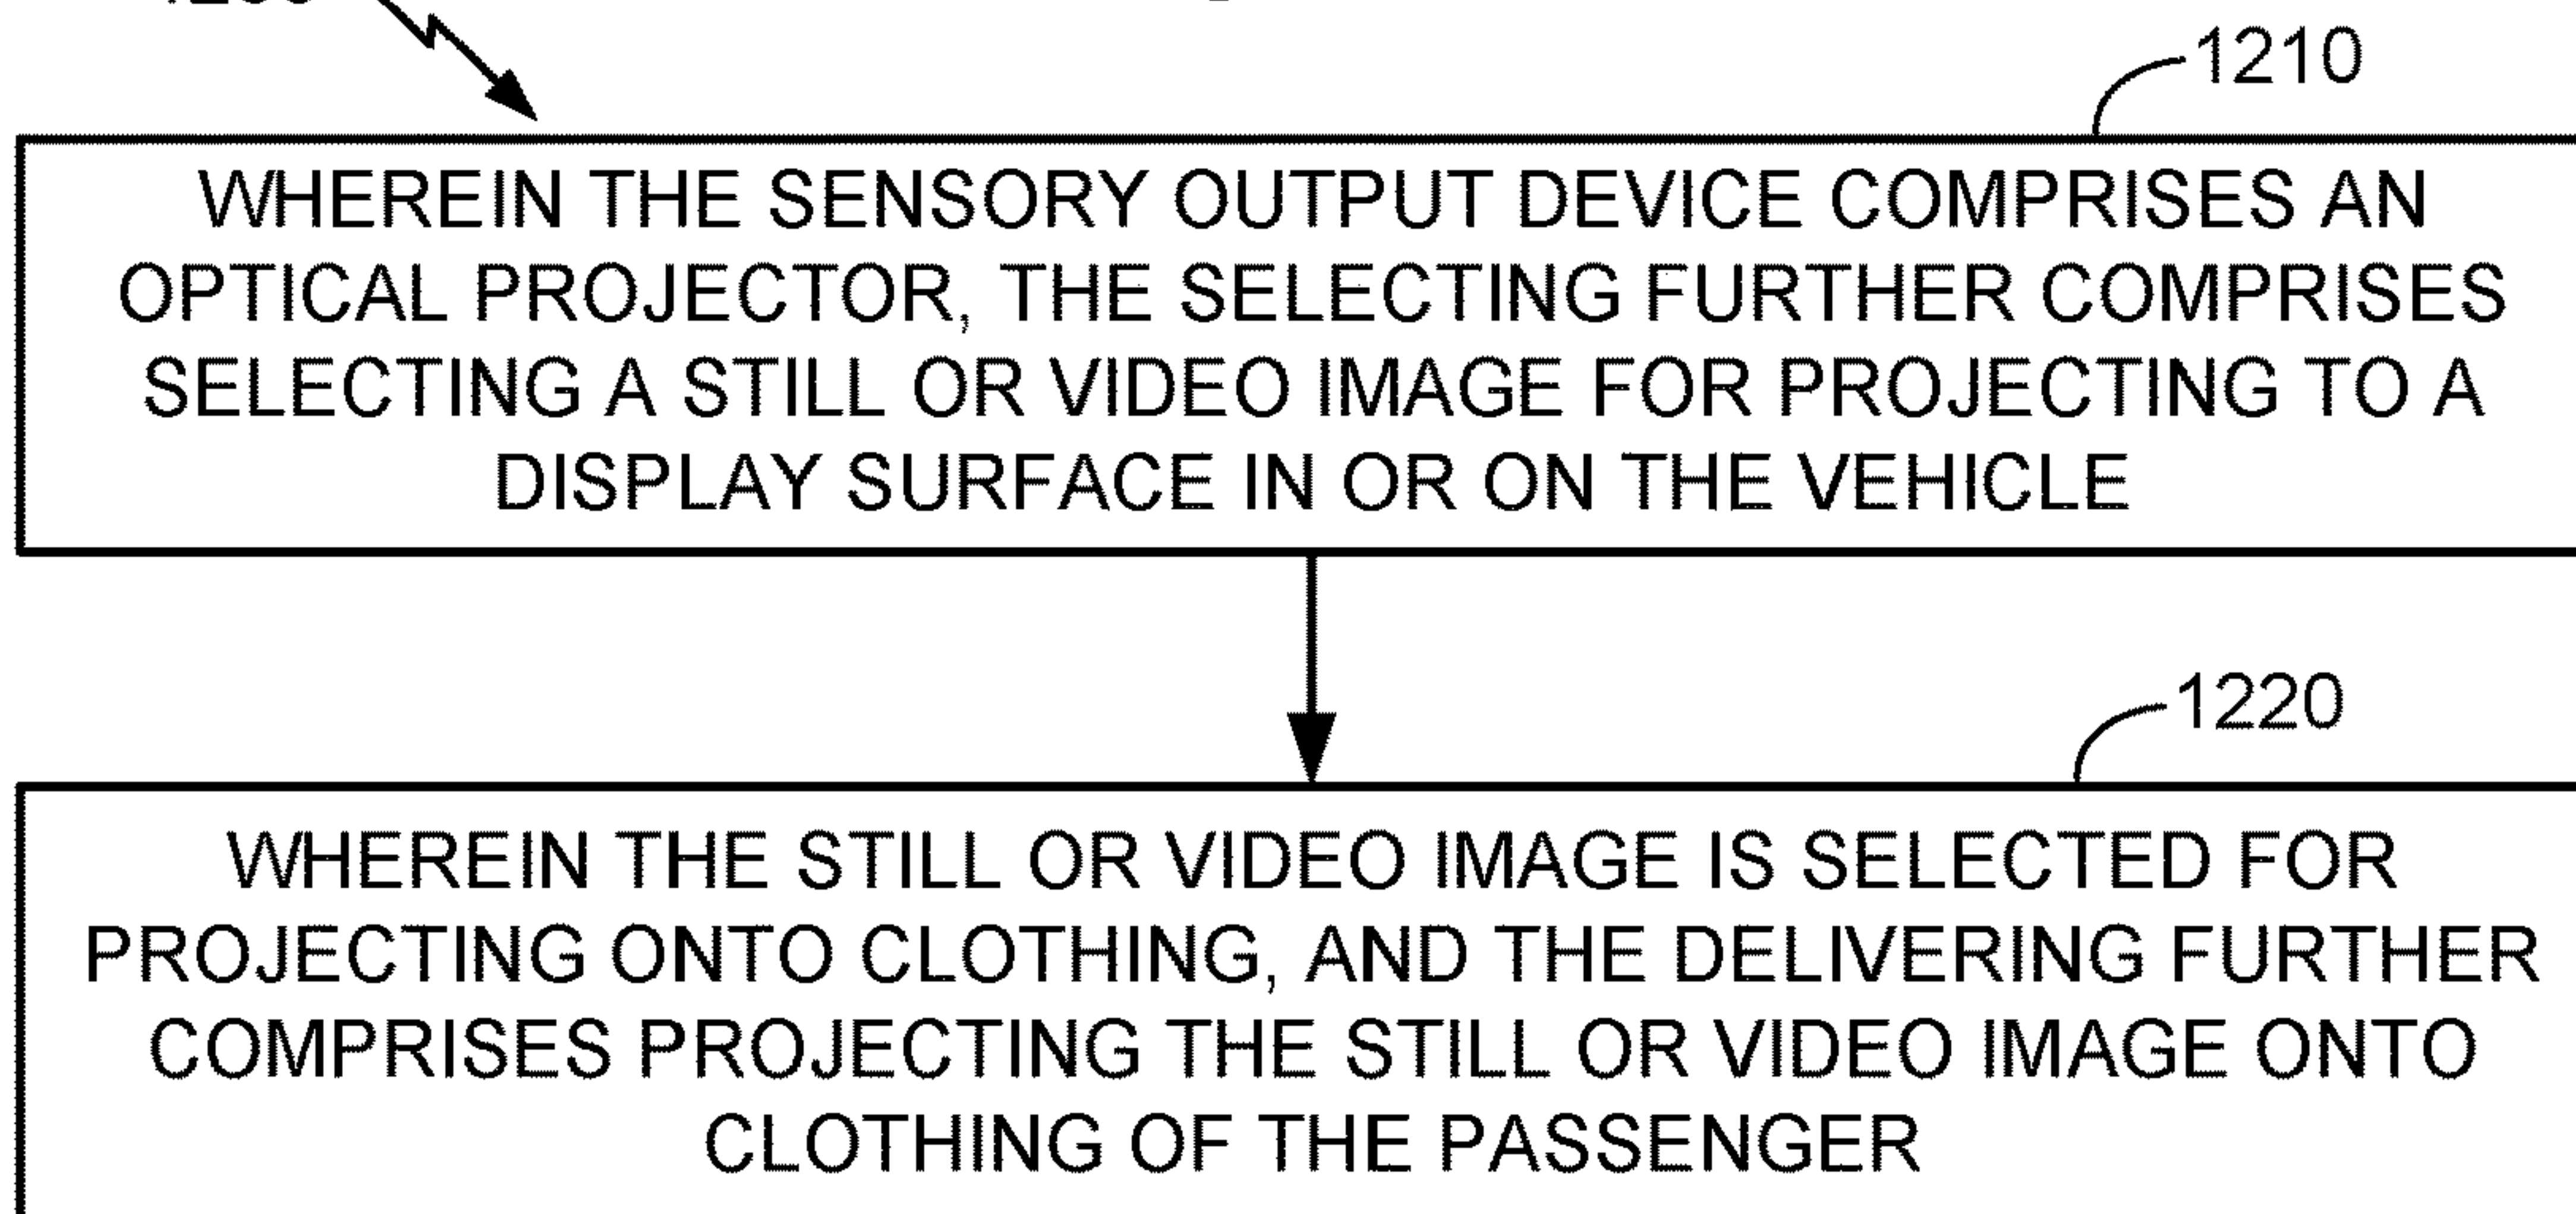 1210
WHEREIN THE SENSORY OUTPUT DEVICE COMPRISES AN
OPTICAL PROJECTOR, THE SELECTING FURTHER COMPRISES
SELECTING A STILL OR VIDEO IMAGE FOR PROJECTING TO A
DISPLAY SURFACE IN OR ON THE VEHICLE
1220
WHEREIN THE STILL OR VIDEO IMAGE IS SELECTED FOR
PROJECTING ONTO CLOTHING, AND THE DELIVERING FURTHER
COMPRISES PROJECTING THE STILL OR VIDEO IMAGE ONTO
CLOTHING OF THE PASSENGER